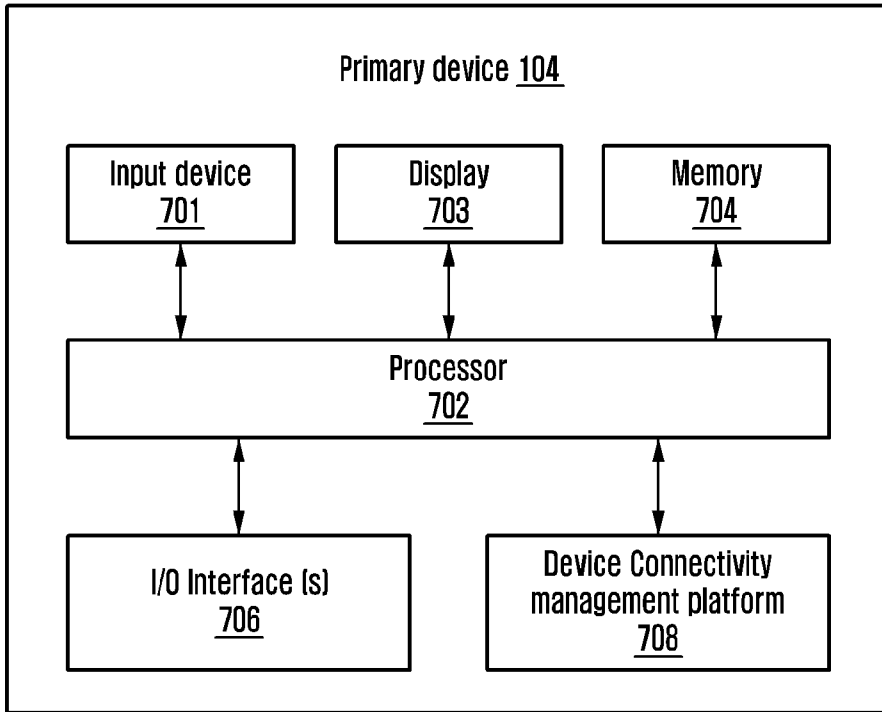 Primary device 104
Input device
701
Display
703
Memory
704
Processor
702
I/O Interface (s)
706
Device Connectivity
management platform
708